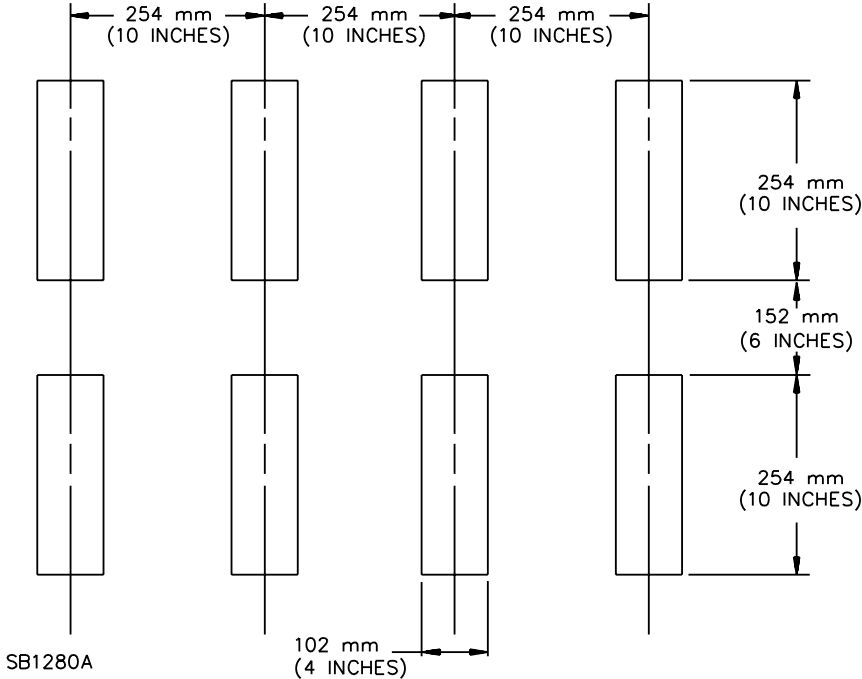 254 mm
(10 INCHES)
254 mm
(10 INCHES)
254 mm
(10 INCHES)
254 mm
(10 INCHES)
152 mm
(6 INCHES)
254 mm
(10 INCHES)
102 mm
(4 INCHES)
SB1280A